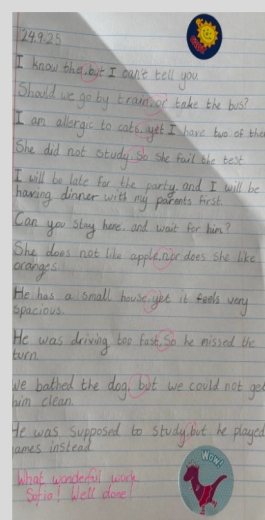 24.9.25
I know the, but I can't tell you
Should we go by train, or take the bus?
I am allergic to cats, yet I have two of them
She did not study. So she fail the test
I will be late for the party, and I will be
having dinner with my parents first.
Can you stay here, and wait for him?
She does not like apple, nor does she like
oranges.
He has a small house, yet it feels very
spacious.
He was driving too fast, So he missed the
turn.
We bathed the dog, but we could not get
him clean.
He was supposed to study, but he played
games instead
What wonderful work
Sofia! Well done!
WOW!